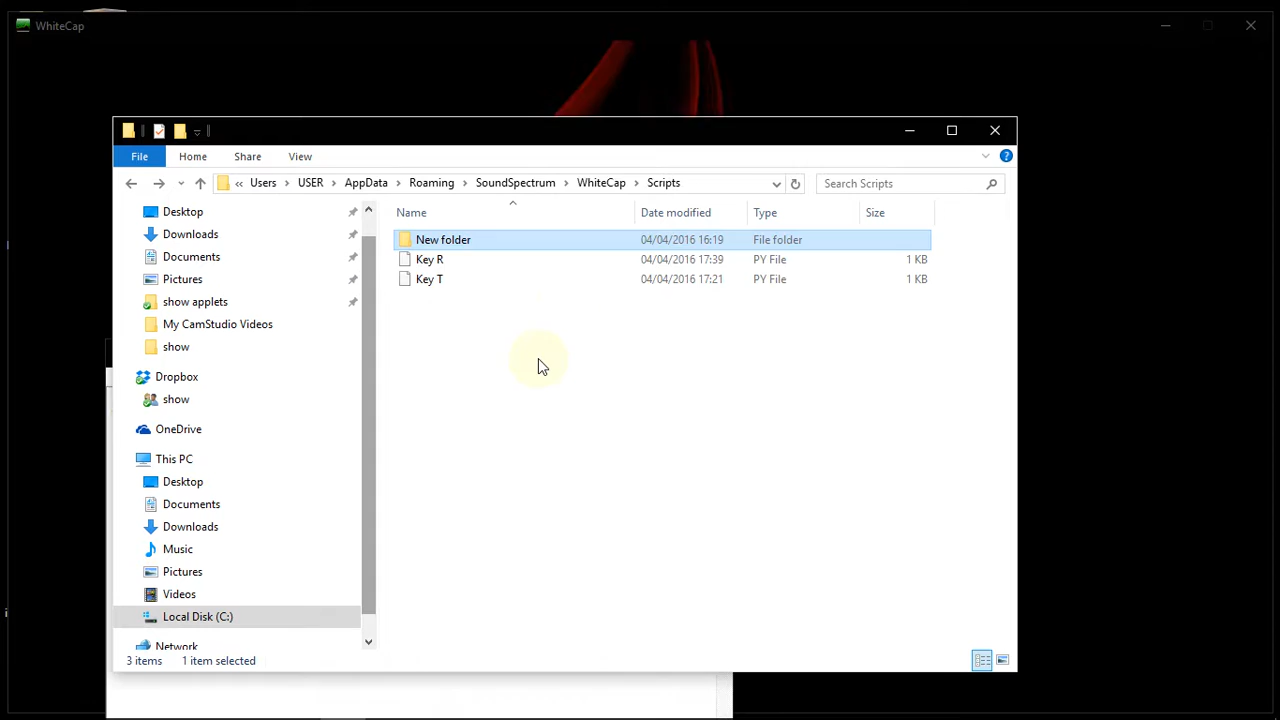 WhiteCap
File Home Share View
« Users USER AppData Roaming SoundSpectrum WhiteCap Scripts Search Scripts
Name Date modified Type Size
New folder 04/04/2016 16:19 File folder
Key R 04/04/2016 17:39 PY File 1 KB
Key T 04/04/2016 17:21 PY File 1 KB
Desktop
Downloads
Documents
Pictures
show applets
My CamStudio Videos
show
Dropbox
show
OneDrive
This PC
Desktop
Documents
Downloads
Music
Pictures
Videos
Local Disk (C:)
Network
3 items 1 item selected